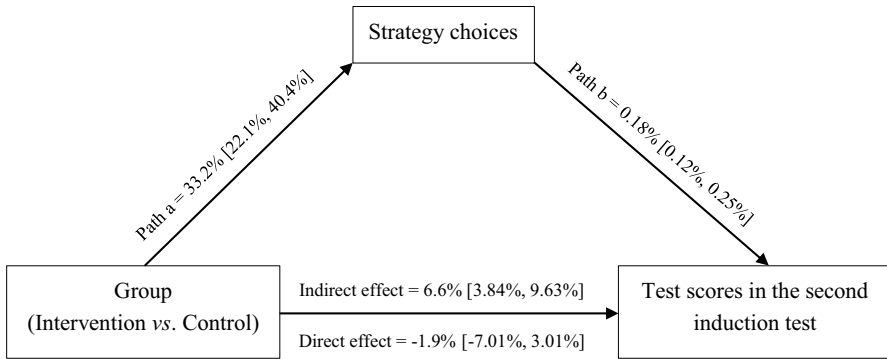 Strategy choices
Path a = 33.2% [22.1%, 40.4%]
Path b = 0.18% [0.12%, 0.25%]
Group
(Intervention vs. Control)
Indirect effect = 6.6% [3.84%, 9.63%]
Direct effect = -1.9% [-7.01%, 3.01%]
Test scores in the second
induction test